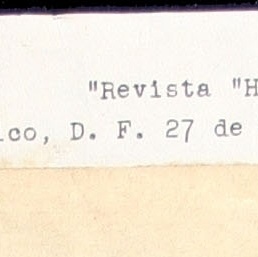 "Revista "H
ico, D. F. 27 de